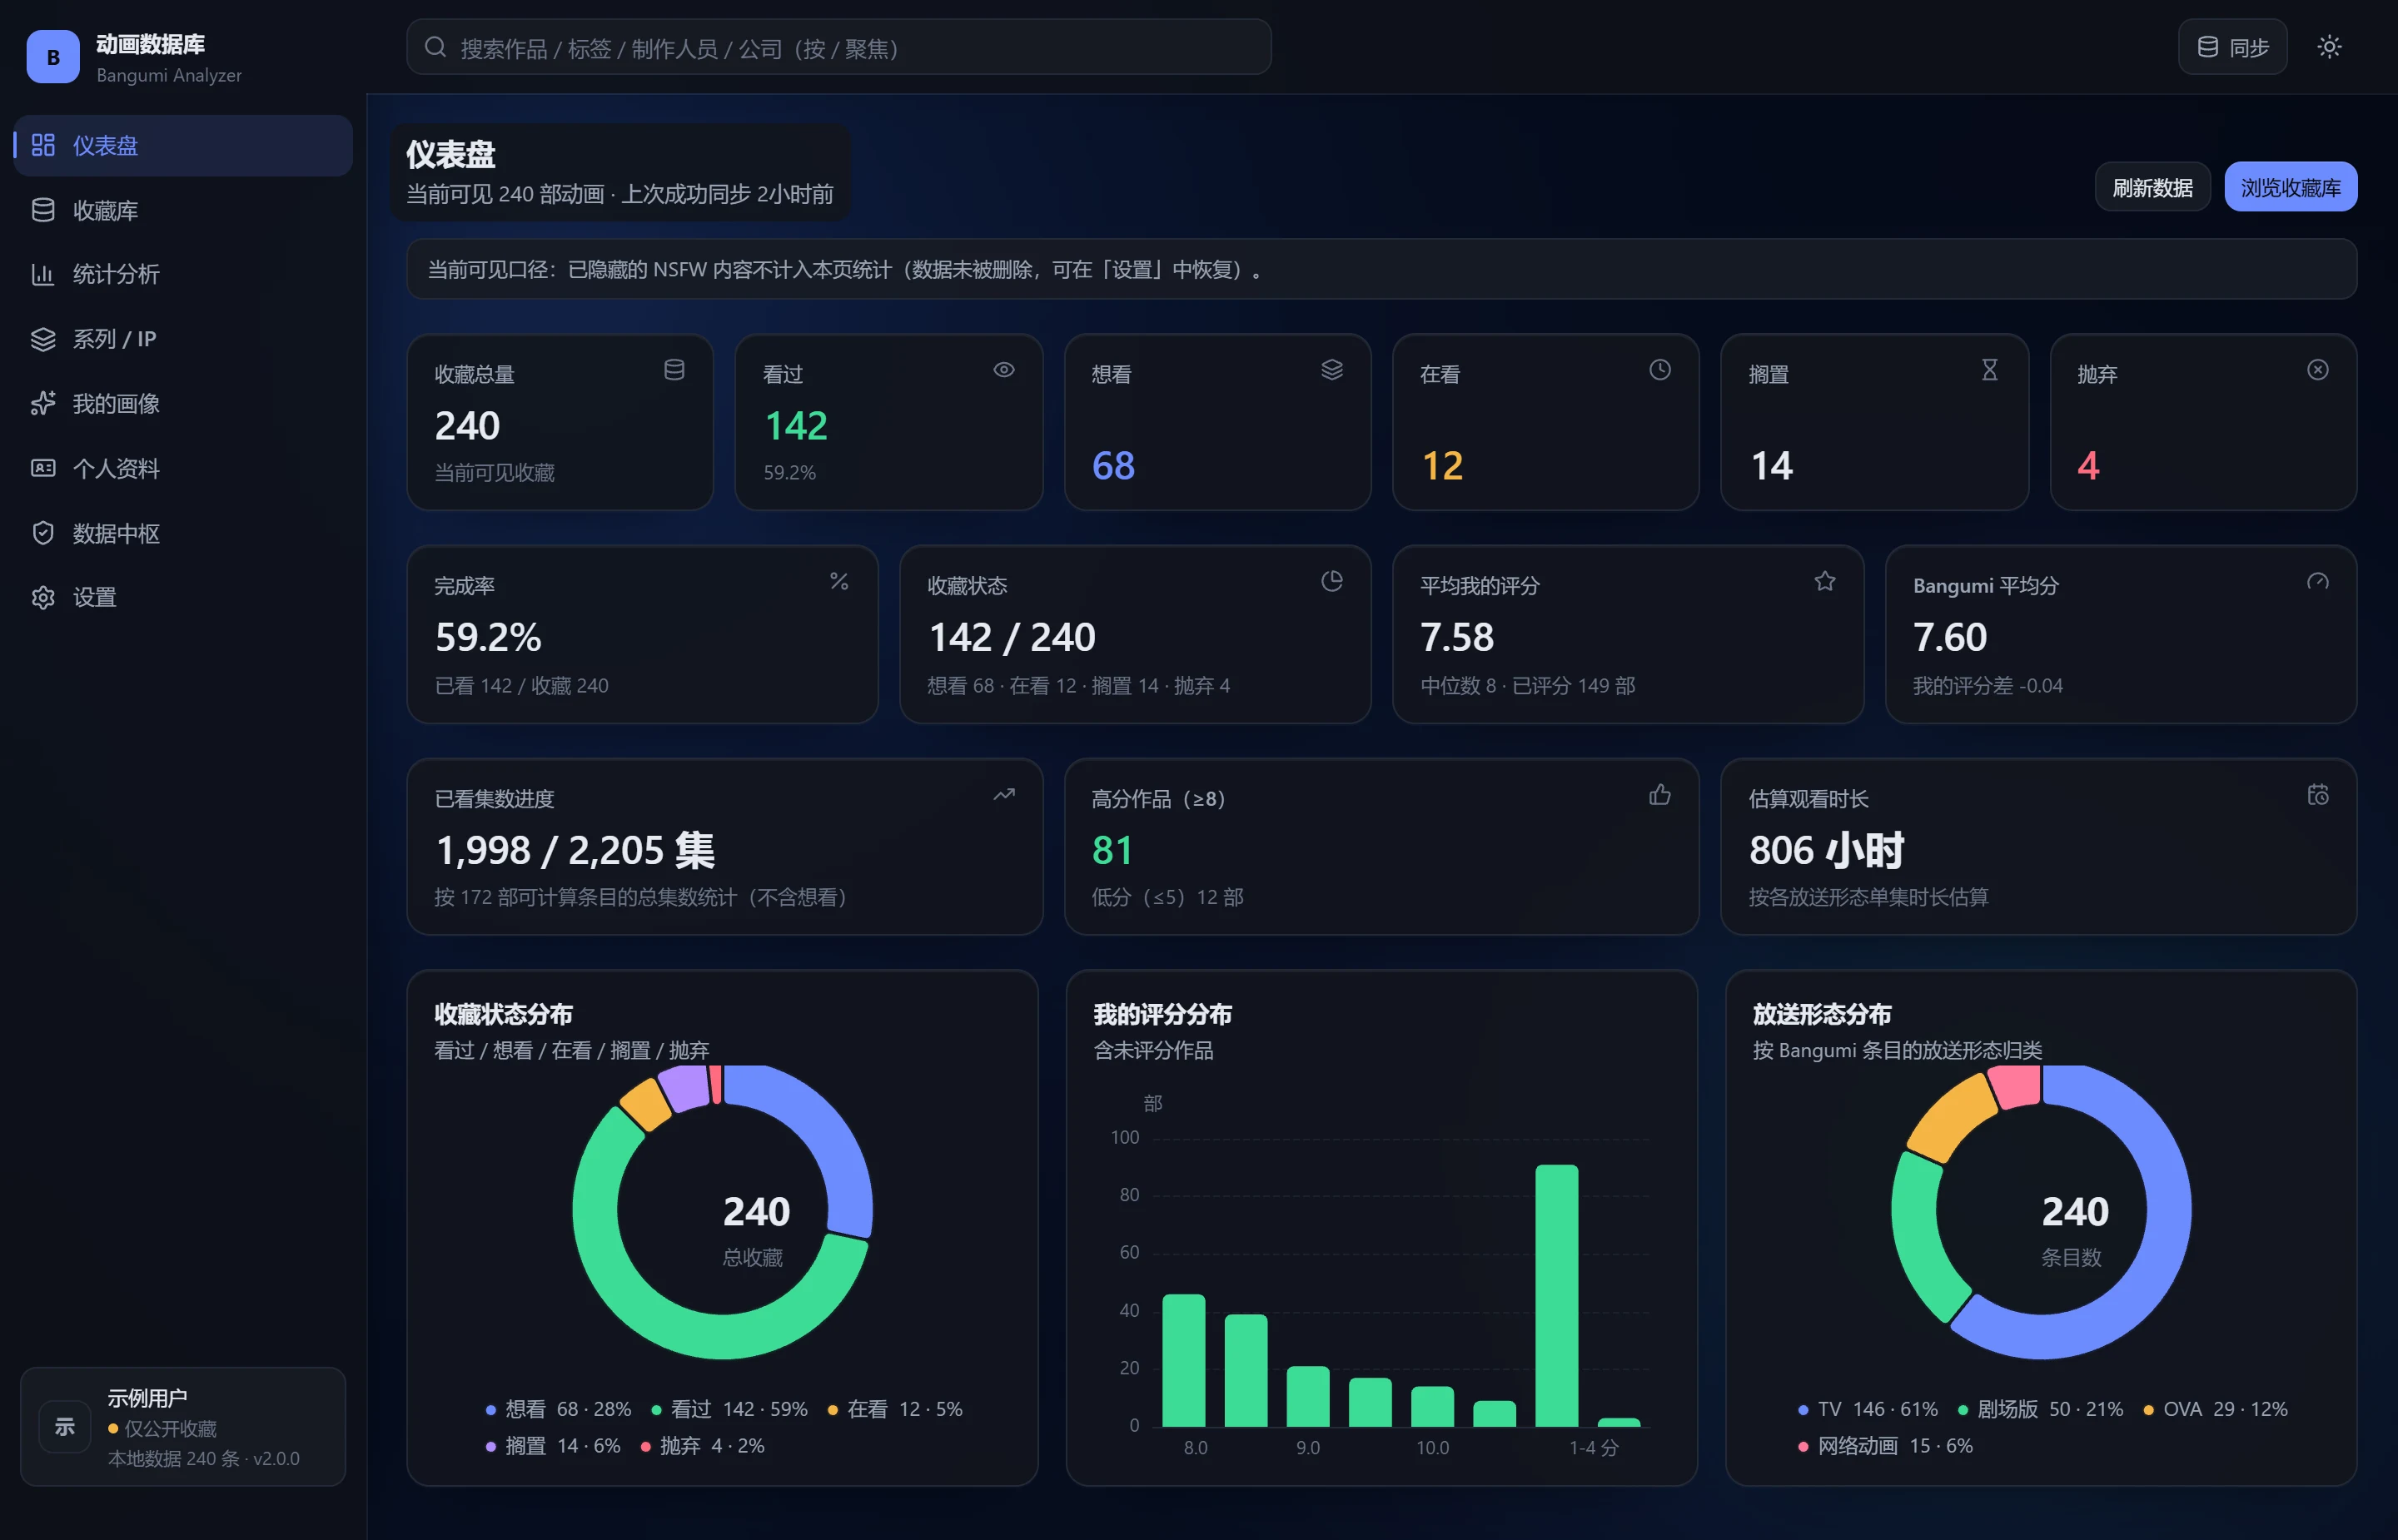 B
动画数据库
Bangumi Analyzer
搜索作品 / 标签 / 制作人员 / 公司（按 / 聚焦）
同步
仪表盘
收藏库
统计分析
系列 / IP
我的画像
个人资料
数据中枢
设置
示
示例用户
仅公开收藏
本地数据 240 条 · v2.0.0
仪表盘
当前可见 240 部动画 · 上次成功同步 2小时前
刷新数据
浏览收藏库
当前可见口径：已隐藏的 NSFW 内容不计入本页统计（数据未被删除，可在「设置」中恢复）。
收藏总量
240
当前可见收藏
看过
142
59.2%
想看
68
在看
12
搁置
14
抛弃
4
完成率
59.2%
已看 142 / 收藏 240
收藏状态
142 / 240
想看 68 · 在看 12 · 搁置 14 · 抛弃 4
平均我的评分
7.58
中位数 8 · 已评分 149 部
Bangumi 平均分
7.60
我的评分差 -0.04
已看集数进度
1,998 / 2,205 集
按 172 部可计算条目的总集数统计（不含想看）
高分作品（≥8）
81
低分（≤5）12 部
估算观看时长
806 小时
按各放送形态单集时长估算
收藏状态分布
看过 / 想看 / 在看 / 搁置 / 抛弃
240
总收藏
想看 68 · 28% 看过 142 · 59% 在看 12 · 5%
搁置 14 · 6% 抛弃 4 · 2%
我的评分分布
含未评分作品
部
100
80
60
40
20
0
8.0 9.0 10.0 1-4 分
放送形态分布
按 Bangumi 条目的放送形态归类
240
条目数
TV 146 · 61% 剧场版 50 · 21% OVA 29 · 12%
网络动画 15 · 6%